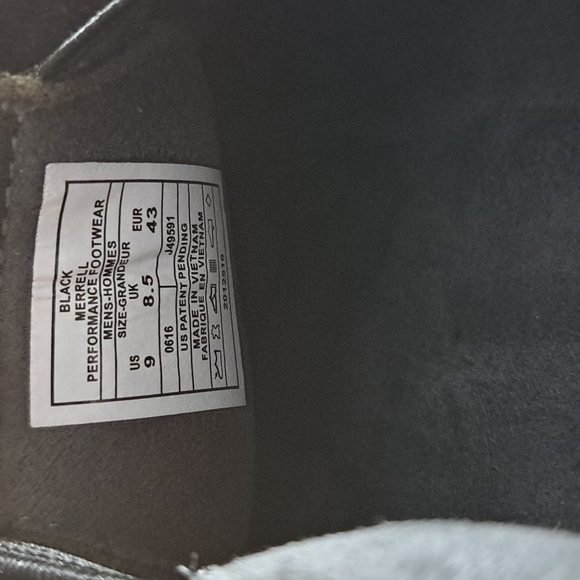 BLACK
MERRELL
PERFORMANCE FOOTWEAR
MENS-HOMMES
SIZE-GRANDEUR
US UK EUR
9 8.5 43
0616 J49591
US PATENT PENDING
MADE IN VIETNAM
FABRIQUE EN VIETNAM